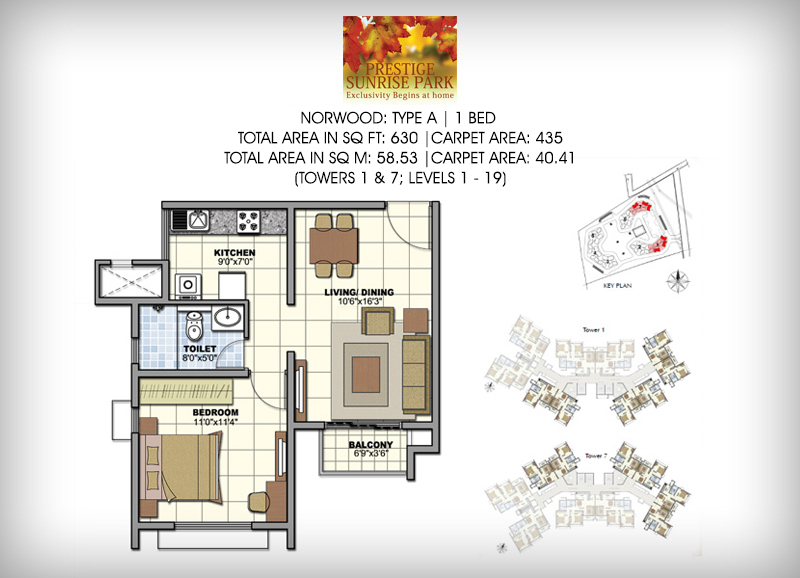 PRESTIGE
SUNRISE PARK
Exclusivity Begins at home
NORWOOD: TYPE A | 1 BED
TOTAL AREA IN SQ FT: 630 |CARPET AREA: 435
TOTAL AREA IN SQ M: 58.53 |CARPET AREA: 40.41
(TOWERS 1 & 7; LEVELS 1 - 19)
KITCHEN
9'0"x7'0"
LIVING/ DINING
10'6"x16'3"
TOILET
8'0"x5'0"
BEDROOM
11'0"x11'4"
BALCONY
6'9"x3'6"
KEY PLAN
Tower 1
Tower 7